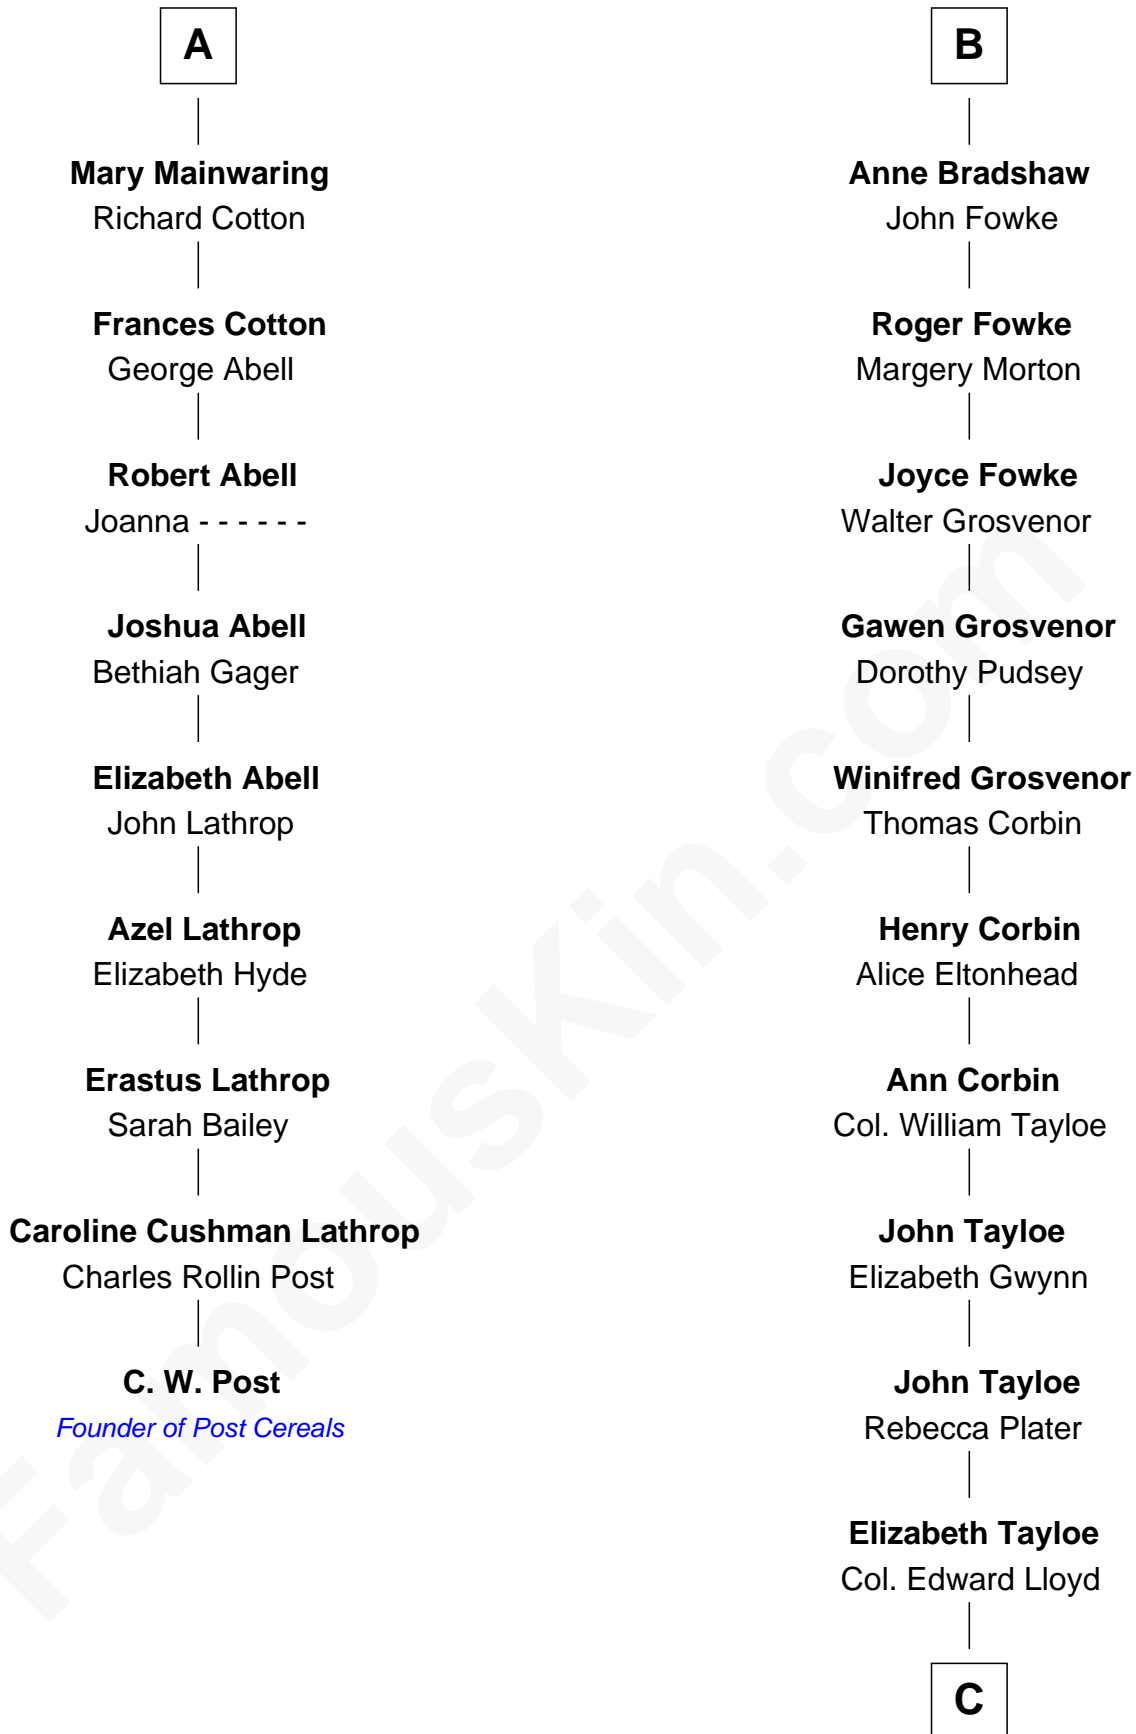 A
Mary Mainwaring
Richard Cotton
Frances Cotton
George Abell
Robert Abell
Joanna - - - - - -
Joshua Abell
Bethiah Gager
Elizabeth Abell
John Lathrop
Azel Lathrop
Elizabeth Hyde
Erastus Lathrop
Sarah Bailey
Caroline Cushman Lathrop
Charles Rollin Post
C. W. Post
Founder of Post Cereals
B
Anne Bradshaw
John Fowke
Roger Fowke
Margery Morton
Joyce Fowke
Walter Grosvenor
Gawen Grosvenor
Dorothy Pudsey
Winifred Grosvenor
Thomas Corbin
Henry Corbin
Alice Eltonhead
Ann Corbin
Col. William Tayloe
John Tayloe
Elizabeth Gwynn
John Tayloe
Rebecca Plater
Elizabeth Tayloe
Col. Edward Lloyd
C
FamousKin.com